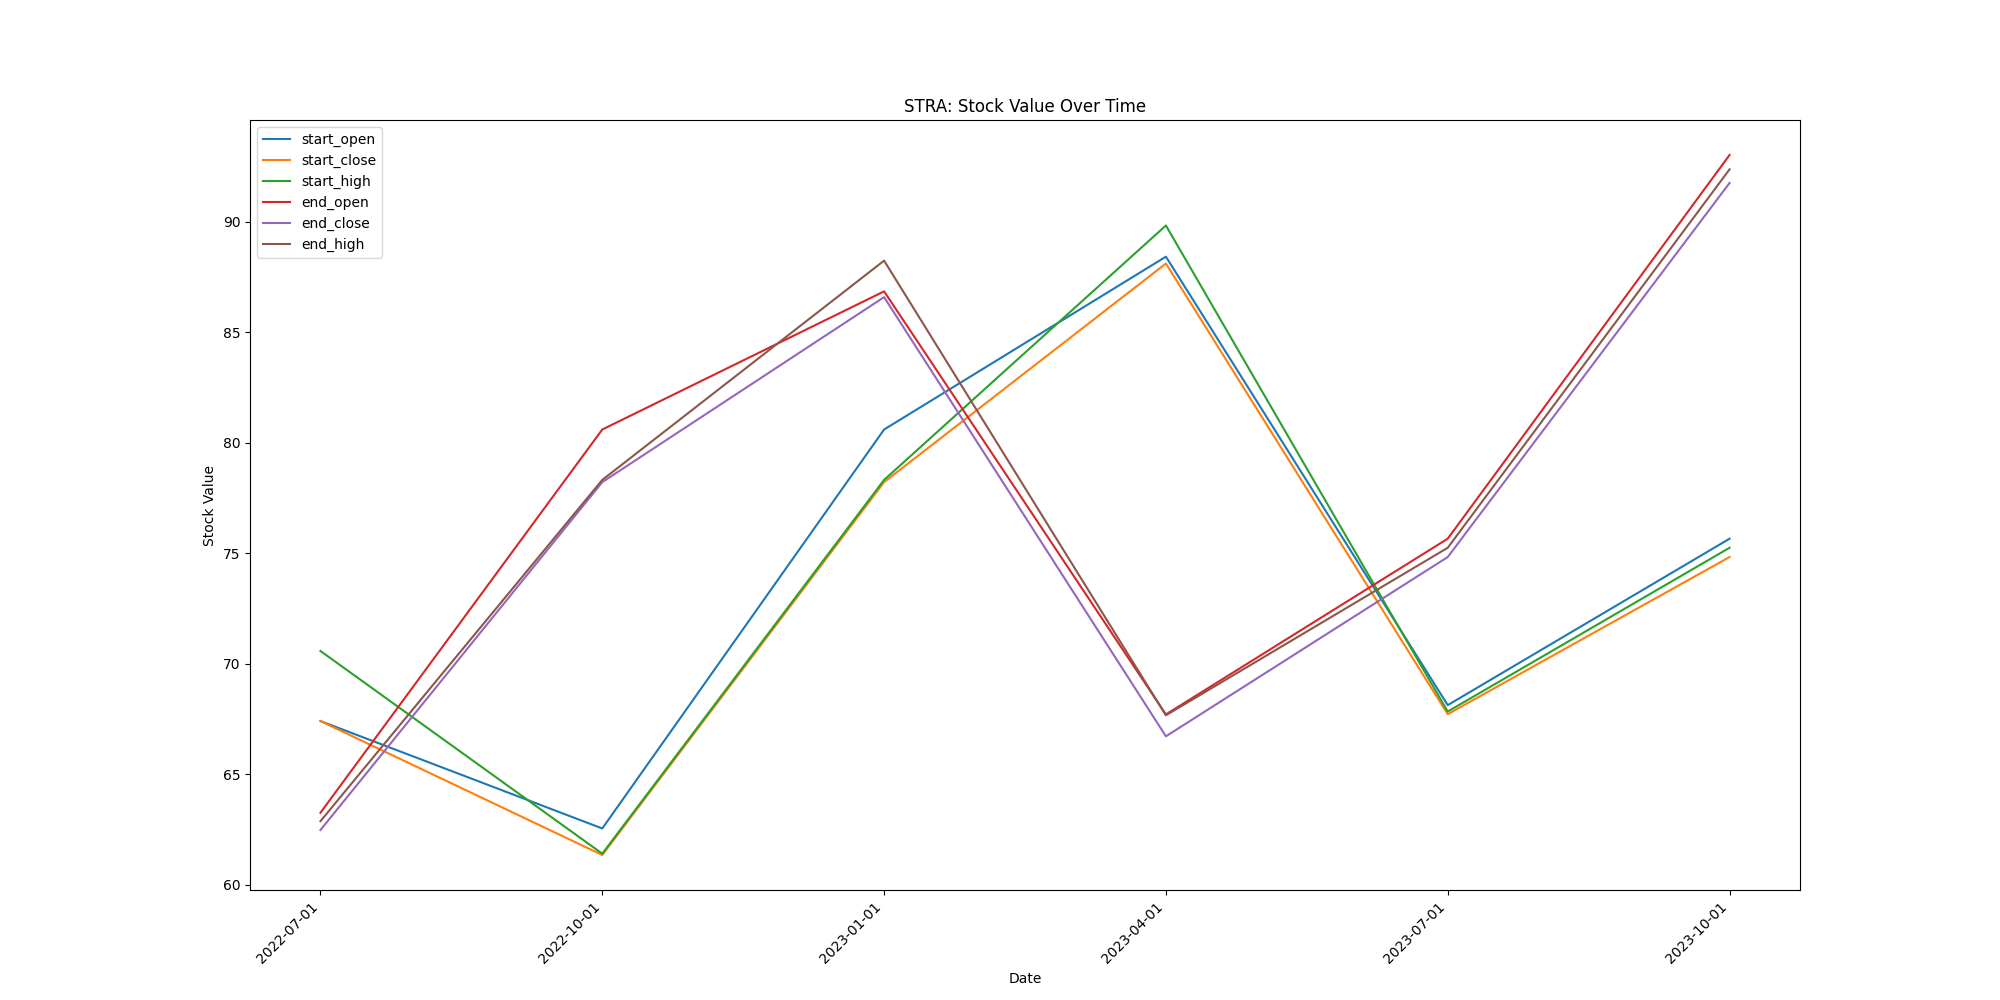 STRA: Stock Value Over Time
start_open
start_close
start_high
end_open
end_close
end_high
Stock Value
90
85
80
75
70
65
60
2022-07-01
2022-10-01
2023-01-01
2023-04-01
2023-07-01
2023-10-01
Date